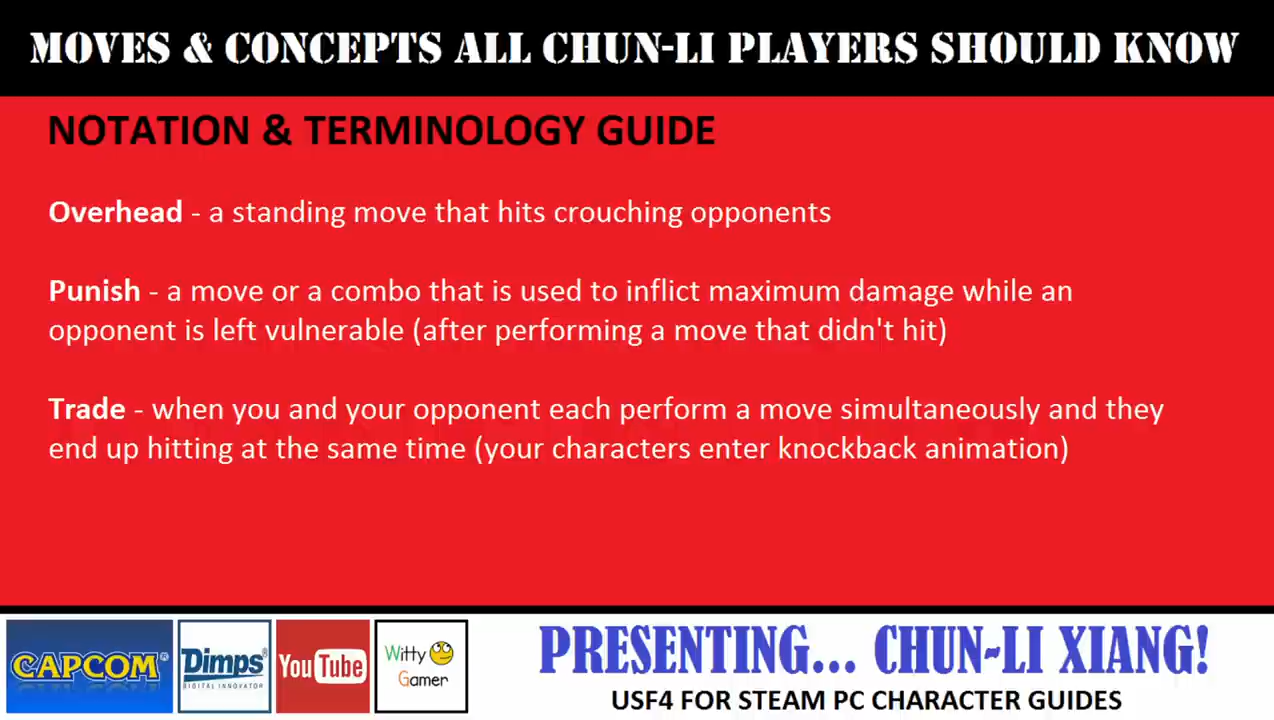 MOVES & CONCEPTS ALL CHUN-LI PLAYERS SHOULD KNOW
NOTATION & TERMINOLOGY GUIDE
Overhead - a standing move that hits crouching opponents
Punish - a move or a combo that is used to inflict maximum damage while an
opponent is left vulnerable (after performing a move that didn't hit)
Trade - when you and your opponent each perform a move simultaneously and they
end up hitting at the same time (your characters enter knockback animation)
CAPCOM®
Dimps®
DIGITAL INNOVATOR
YouTube
Witty
Gamer
PRESENTING... CHUN-LI XIANG!
USF4 FOR STEAM PC CHARACTER GUIDES